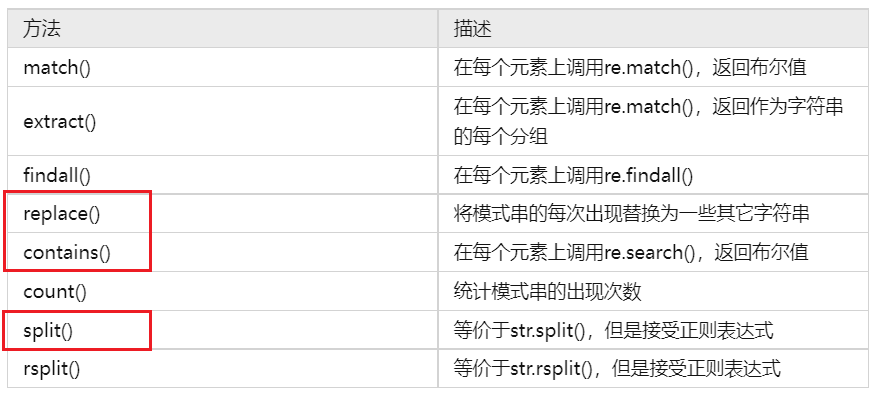 方法 描述
match() 在每个元素上调用re.match()，返回布尔值
extract() 在每个元素上调用re.match()，返回作为字符串
的每个分组
findall() 在每个元素上调用re.findall()
replace() 将模式串的每次出现替换为一些其它字符串
contains() 在每个元素上调用re.search()，返回布尔值
count() 统计模式串的出现次数
split() 等价于str.split()，但是接受正则表达式
rsplit() 等价于str.rsplit()，但是接受正则表达式